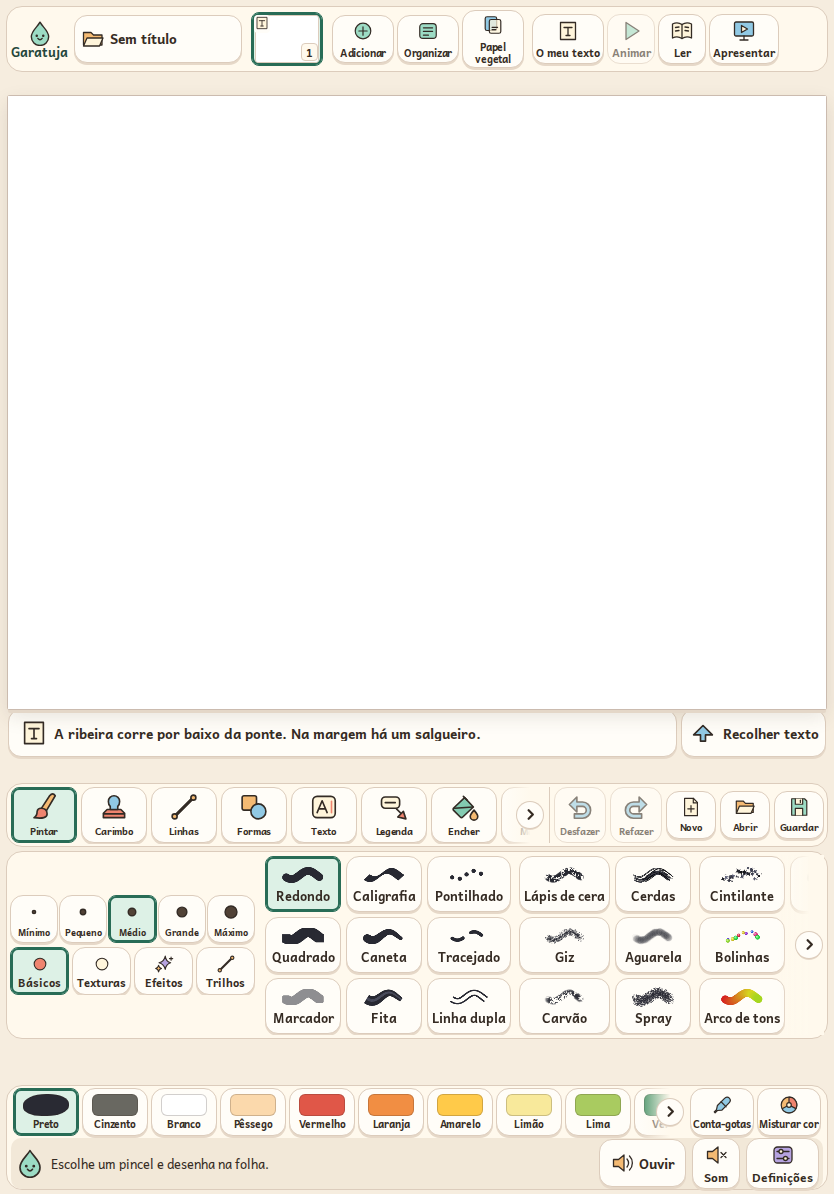 Garatuja
Sem título
1
Adicionar
Organizar
Papel vegetal
O meu texto
Animar
Ler
Apresentar
A ribeira corre por baixo da ponte. Na margem há um salgueiro.
Recolher texto
Pintar
Carimbo
Linhas
Formas
Texto
Legenda
Encher
Desfazer
Refazer
Novo
Abrir
Guardar
Mínimo
Pequeno
Médio
Grande
Máximo
Básicos
Texturas
Efeitos
Trilhos
Redondo
Caligrafia
Pontilhado
Lápis de cera
Cerdas
Cintilante
Quadrado
Caneta
Tracejado
Giz
Aguarela
Bolinhas
Marcador
Fita
Linha dupla
Carvão
Spray
Arco de tons
Preto
Cinzento
Branco
Pêssego
Vermelho
Laranja
Amarelo
Limão
Lima
Conta-gotas
Misturar cor
Escolhe um pincel e desenha na folha.
Ouvir
Som
Definições